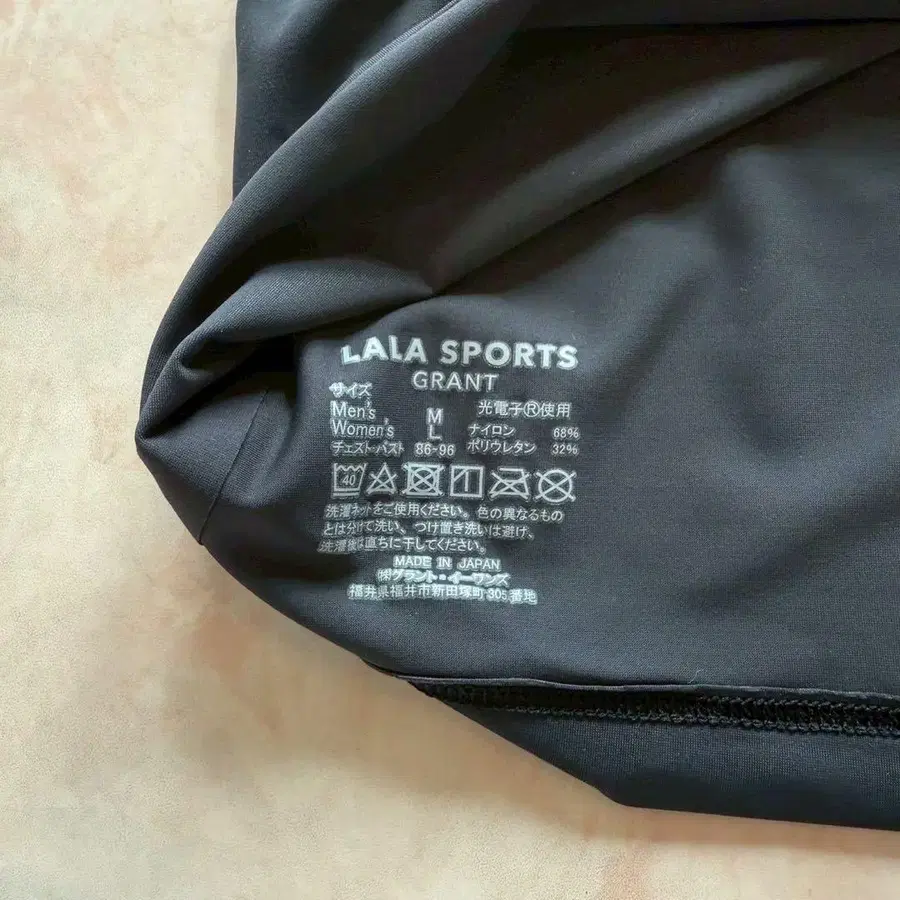 LALA SPORTS
GRANT
サイズ
Men's M
Women's L
チェスト・バスト 86-96
光電子®使用
ナイロン 68%
ポリウレタン 32%
40
洗濯ネットをご使用ください。色の異なるもの
とは分けて洗い、つけ置き洗いは避け、
洗濯後は直ちに干してください。
MADE IN JAPAN
㈱グラント・イーワンズ
福井県福井市新田塚町305番地